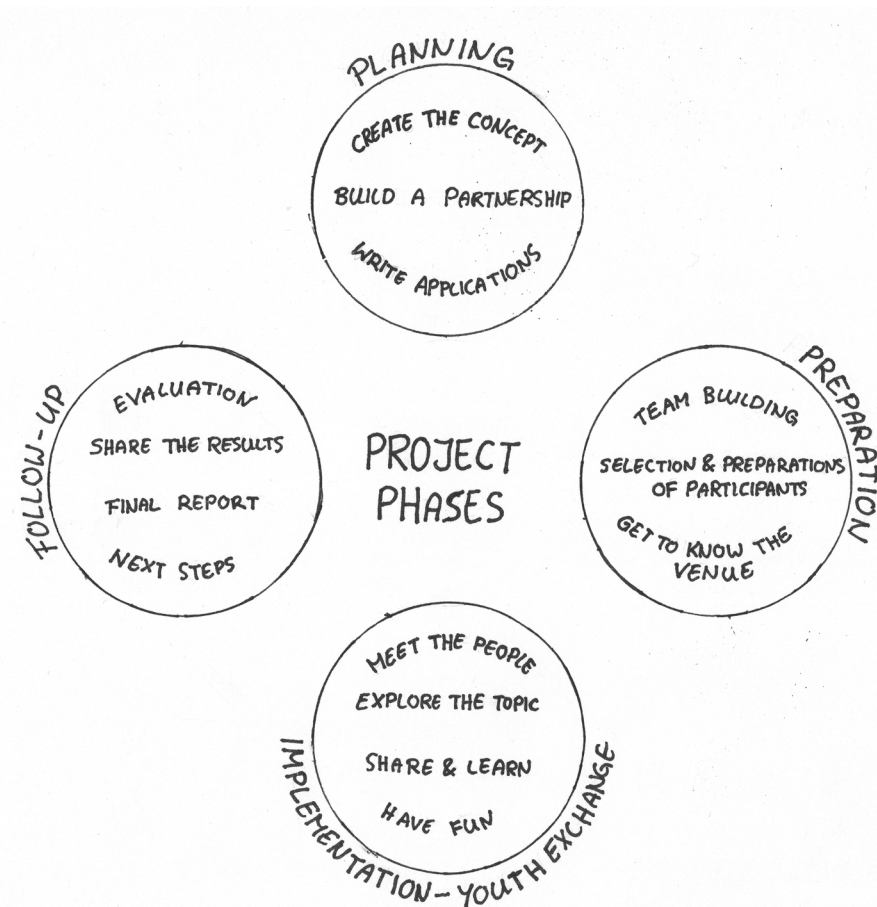 PLANNING
CREATE THE CONCEPT
BUILD A PARTNERSHIP
WRITE APPLICATIONS
PREPARATION
TEAM BUILDING
SELECTION & PREPARATIONS
OF PARTICIPANTS
GET TO KNOW THE
VENUE
PROJECT
PHASES
FOLLOW-UP
EVALUATION
SHARE THE RESULTS
FINAL REPORT
NEXT STEPS
MEET THE PEOPLE
EXPLORE THE TOPIC
SHARE & LEARN
HAVE FUN
IMPLEMENTATION-YOUTH EXCHANGE